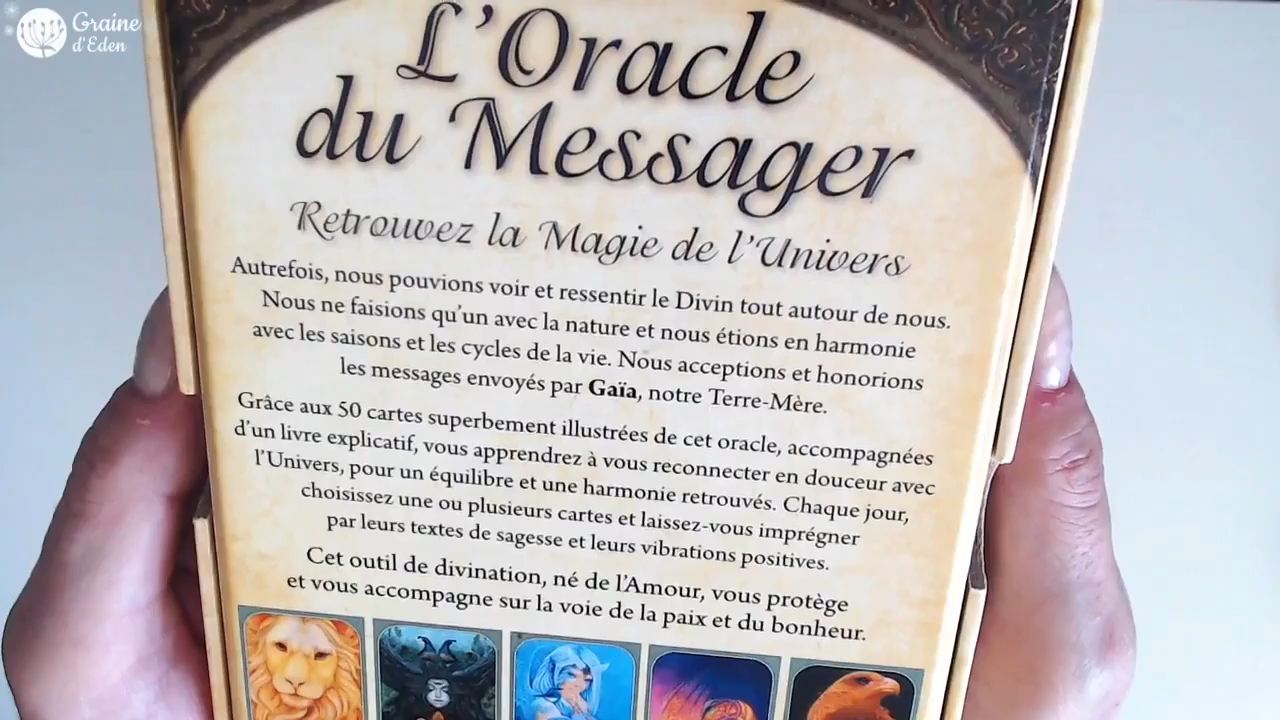 Graine
d'Eden
L'Oracle
du Messager
Retrouvez la Magie de l'Univers
Autrefois, nous pouvions voir et ressentir le Divin tout autour de nous.
Nous ne faisions qu'un avec la nature et nous étions en harmonie
avec les saisons et les cycles de la vie. Nous acceptions et honorions
les messages envoyés par Gaïa, notre Terre-Mère.
Grâce aux 50 cartes superbement illustrées de cet oracle, accompagnées
d'un livre explicatif, vous apprendrez à vous reconnecter en douceur avec
l'Univers, pour un équilibre et une harmonie retrouvés. Chaque jour,
choisissez une ou plusieurs cartes et laissez-vous imprégner
par leurs textes de sagesse et leurs vibrations positives.
Cet outil de divination, né de l'Amour, vous protège
et vous accompagne sur la voie de la paix et du bonheur.